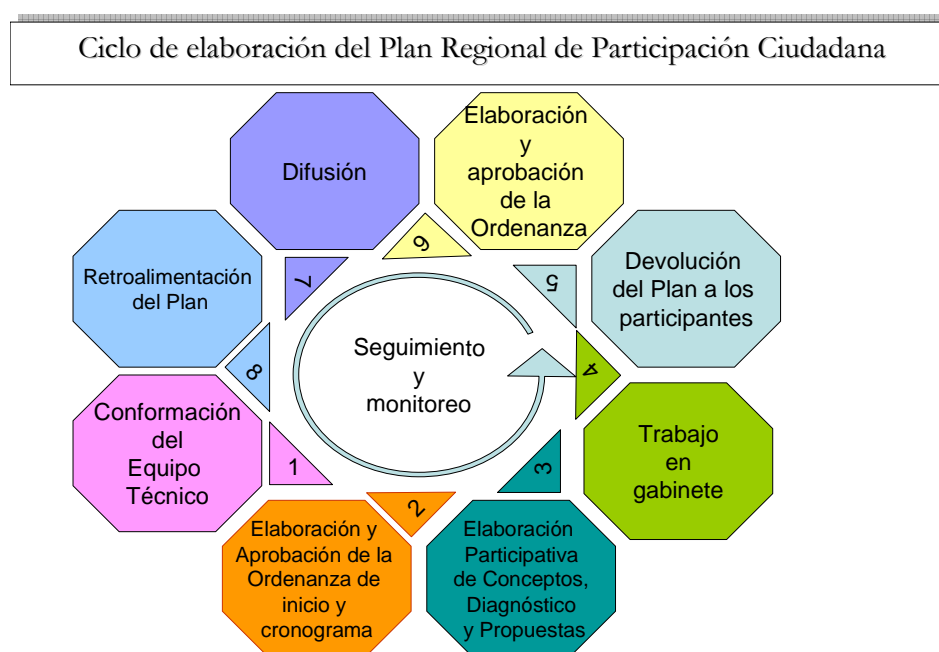 Ciclo de elaboración del Plan Regional de Participación Ciudadana
Difusión
Elaboración
y
aprobación
de la
Ordenanza
Retroalimentación
del Plan
7
6
5
Devolución
del Plan a los
participantes
Seguimiento
y
monitoreo
8
4
Conformación
del
Equipo
Técnico
1
2
3
Trabajo
en
gabinete
Elaboración y
Aprobación de la
Ordenanza de
inicio y
cronograma
Elaboración
Participativa
de Conceptos,
Diagnóstico
y Propuestas